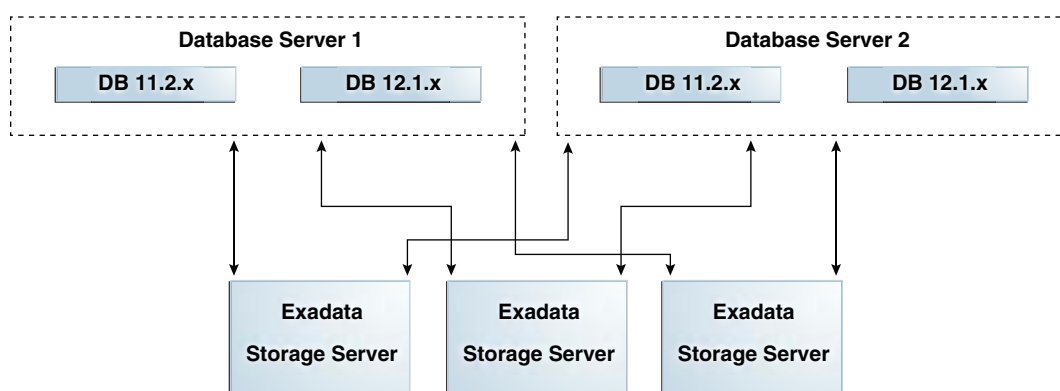 Database Server 1
DB 11.2.x
DB 12.1.x
Database Server 2
DB 11.2.x
DB 12.1.x
Exadata
Storage Server
Exadata
Storage Server
Exadata
Storage Server